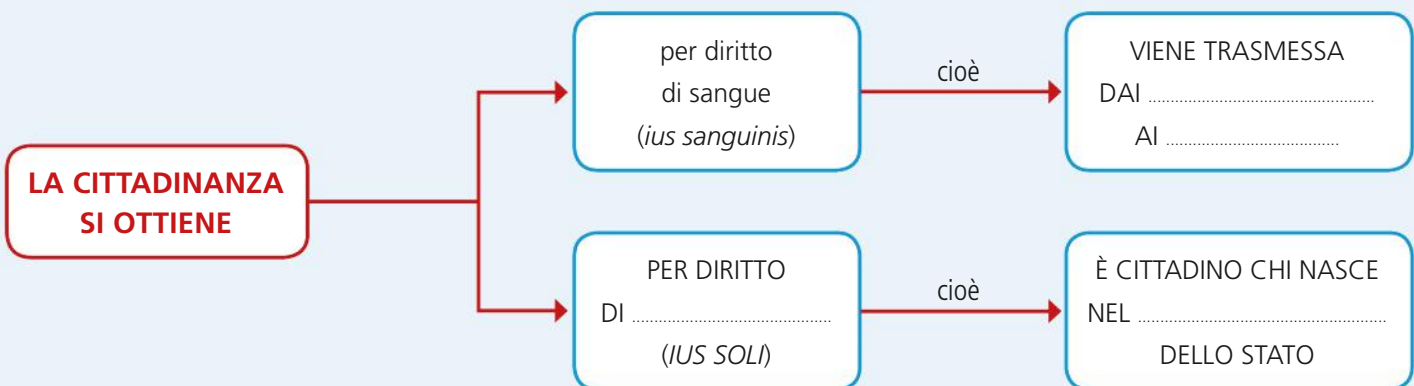 LA CITTADINANZA
SI OTTIENE
per diritto
di sangue
(ius sanguinis)
cioè
VIENE TRASMESSA
DAI ................................................
AI .....................................
PER DIRITTO
DI ...........................................
(IUS SOLI)
cioè
È CITTADINO CHI NASCE
NEL .....................................................
DELLO STATO